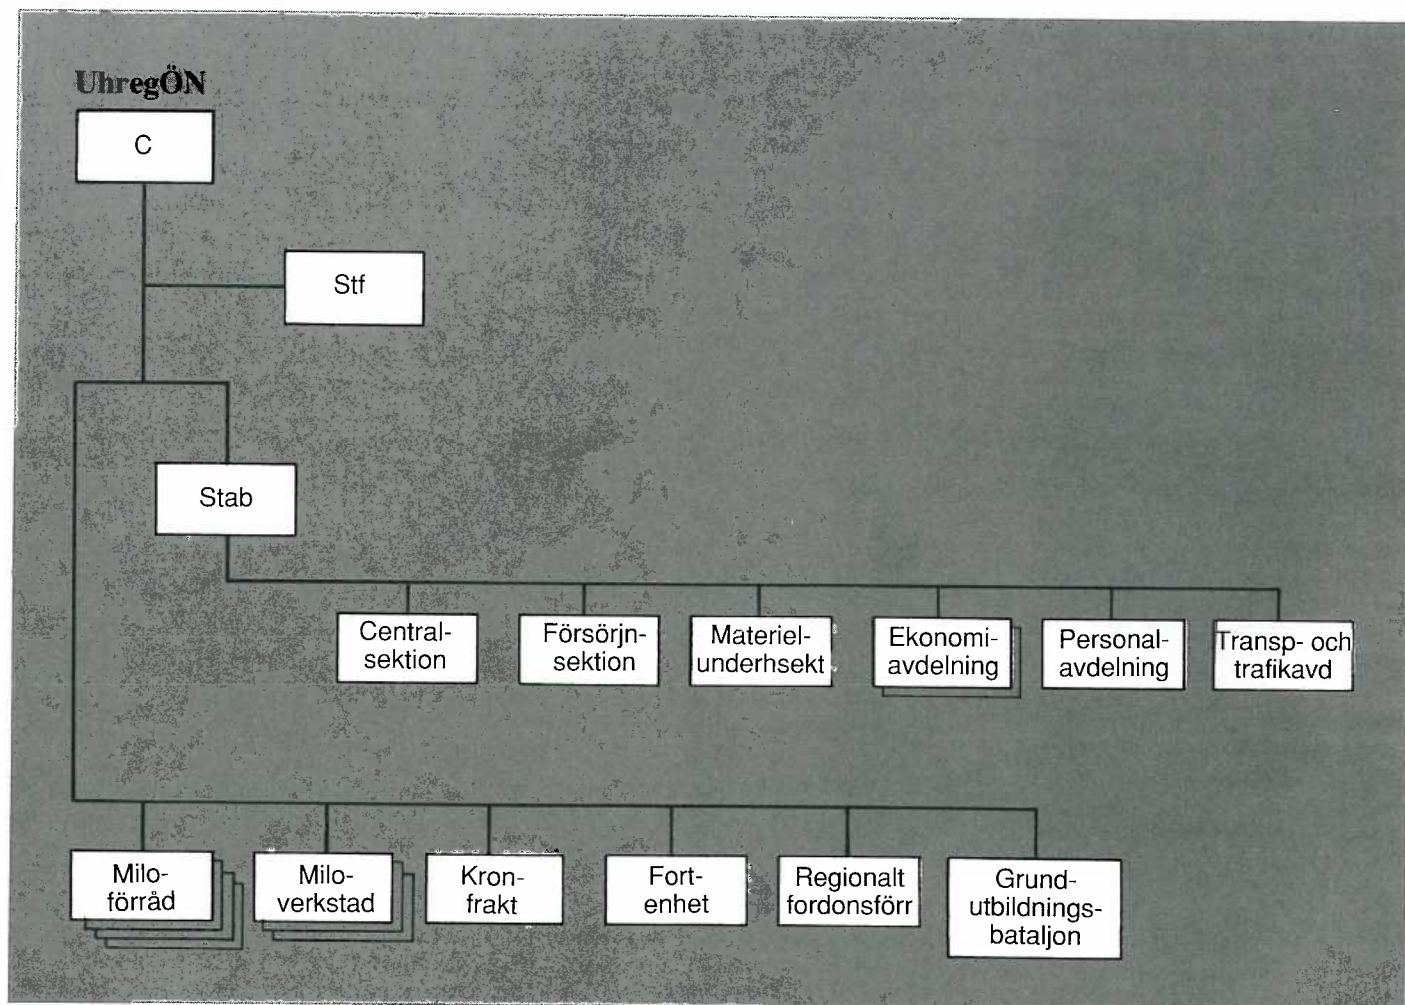 UhregÖN
C
Stf
Stab
Central-
sektion
Försörjn-
sektion
Materiel-
underhsekt
Ekonomi-
avdelning
Personal-
avdelning
Transp- och
trafikavd
Milo-
förråd
Milo-
verkstad
Kron-
frakt
Fort-
enhet
Regionalt
fordonsförr
Grund-
utbildnings-
bataljon